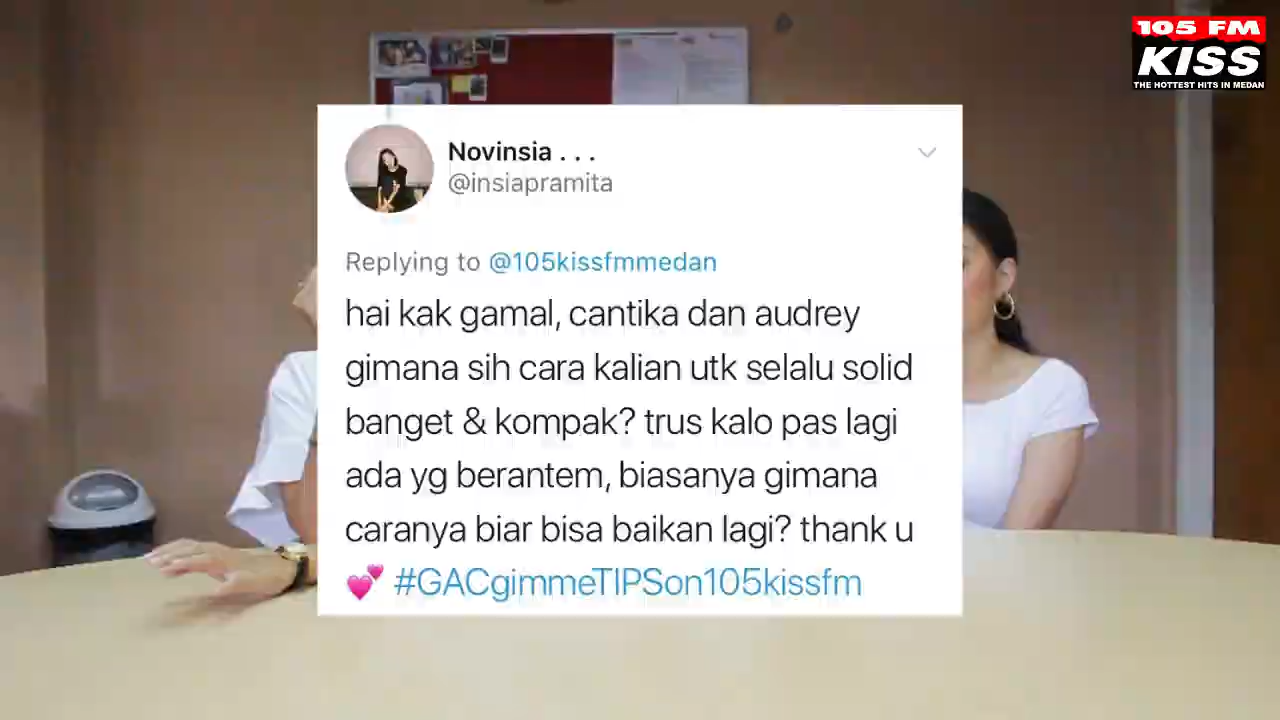 105 FM
KISS
THE HOTTEST HITS IN MEDAN
Novinsia . . .
@insiapramita
Replying to @105kissfmmedan
hai kak gamal, cantika dan audrey
gimana sih cara kalian utk selalu solid
banget & kompak? trus kalo pas lagi
ada yg berantem, biasanya gimana
caranya biar bisa baikan lagi? thank u
💕 #GACgimmeTIPSon105kissfm